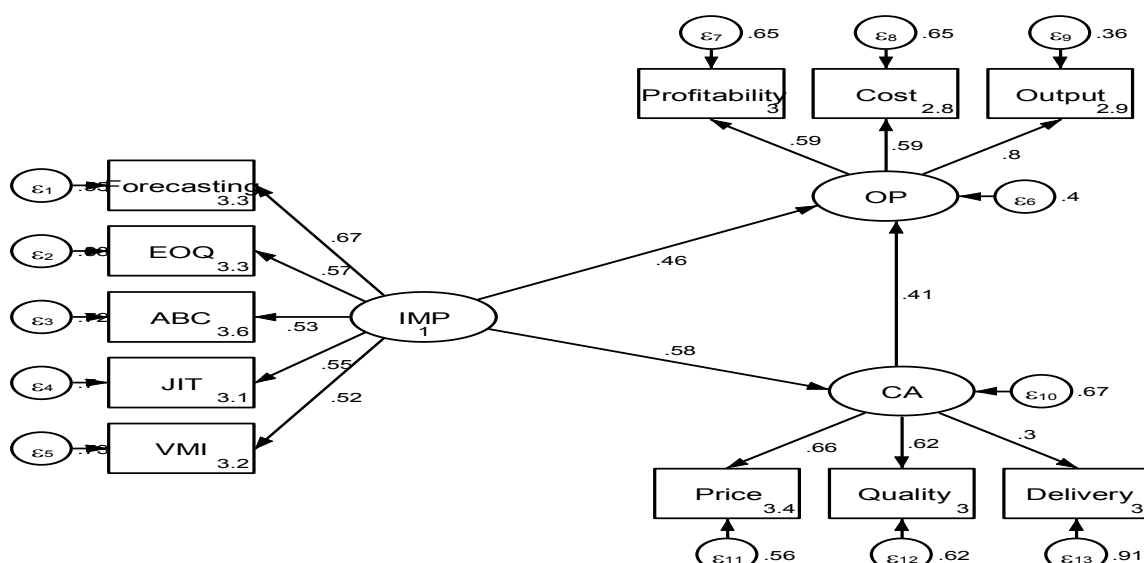 ε7 .65
ε8 .65
ε9 .36
Profitability 3
Cost 2.8
Output 2.9
.59
.59
.8
OP
ε6 .4
ε1
Forecasting 3.3
.67
ε2
EOQ 3.3
.57
.46
ε3
ABC 3.6
.53
IMP 1
.41
.58
ε4
JIT 3.1
.55
CA
ε10 .67
.52
ε5
VMI 3.2
.66
.62
.3
Price 3.4
Quality 3
Delivery 3
ε11 .56
ε12 .62
ε13 .91